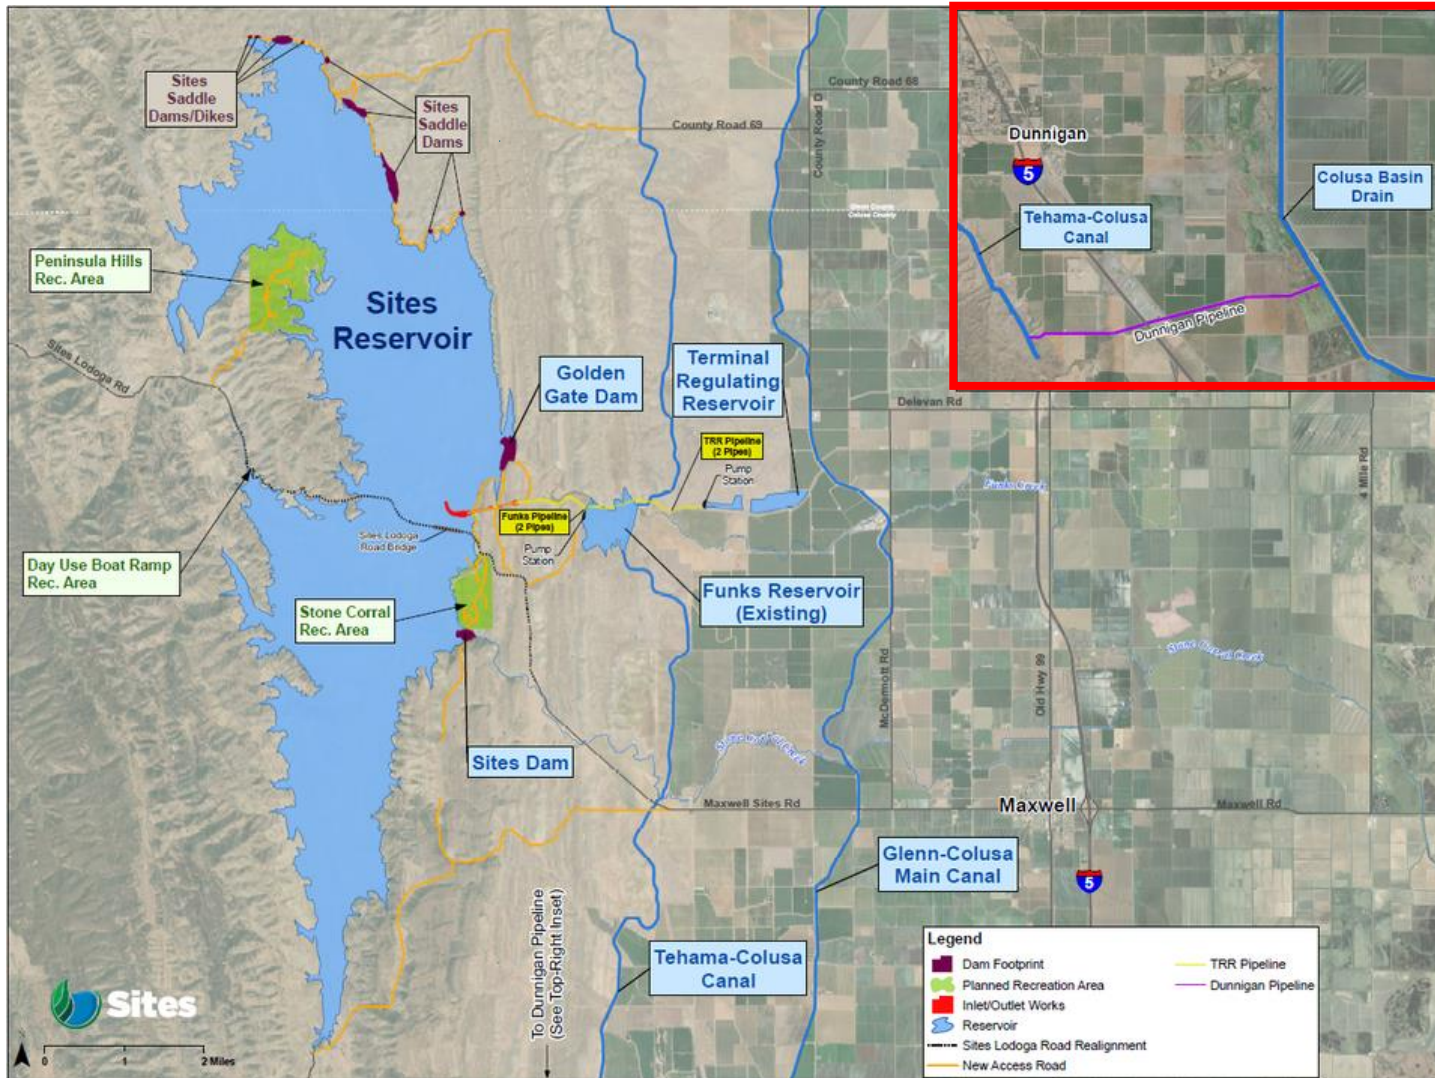 Sites
Saddle
Dams/Dikes
Sites
Saddle
Dams
County Road 68
County Road 69
County Road D
Glenn County
Colusa County
Dunnigan
5
Colusa Basin
Drain
Tehama-Colusa
Canal
Dunnigan Pipeline
Peninsula Hills
Rec. Area
Sites
Reservoir
Sites Lodoga Rd
Golden
Gate Dam
Terminal
Regulating
Reservoir
Delevan Rd
TRR Pipeline
(2 Pipes)
Pump
Station
Funks Creek
4 Mile Rd
Funks Pipeline
(2 Pipes)
Pump
Station
Sites Lodoga
Road Bridge
Day Use Boat Ramp
Rec. Area
Stone Corral
Rec. Area
Funks Reservoir
(Existing)
McDermott Rd
Old Hwy 99
Stone Corral Creek
Stone Corral Creek
Sites Dam
Maxwell Sites Rd
Maxwell
Maxwell Rd
Glenn-Colusa
Main Canal
5
To Dunnigan Pipeline
(See Top-Right Inset)
Tehama-Colusa
Canal
Sites
0 1 2 Miles
Legend
Dam Footprint
Planned Recreation Area
Inlet/Outlet Works
Reservoir
Sites Lodoga Road Realignment
New Access Road
TRR Pipeline
Dunnigan Pipeline